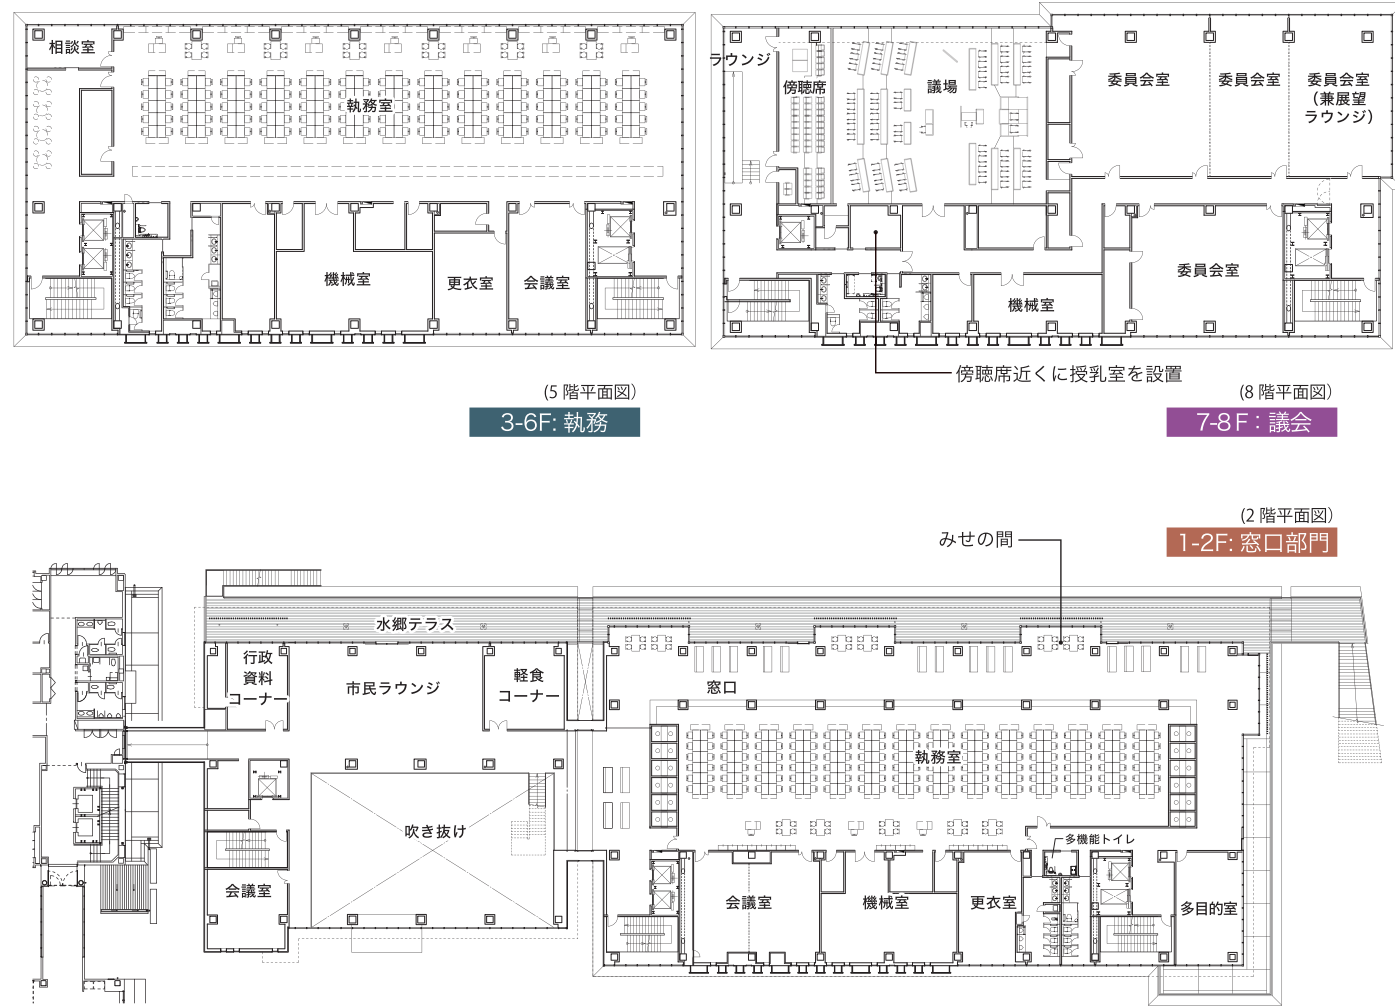 相談室
執務室
機械室
更衣室
会議室
(5 階平面図)
3-6F: 執務
ラウンジ
傍聴席
議場
委員会室
委員会室
委員会室
（兼展望
ラウンジ）
委員会室
機械室
傍聴席近くに授乳室を設置
(8 階平面図)
7-8 F：議会
(2 階平面図)
1-2F: 窓口部門
みせの間
水郷テラス
行政
資料
コーナー
市民ラウンジ
軽食
コーナー
窓口
執務室
吹き抜け
多機能トイレ
会議室
会議室
機械室
更衣室
多目的室